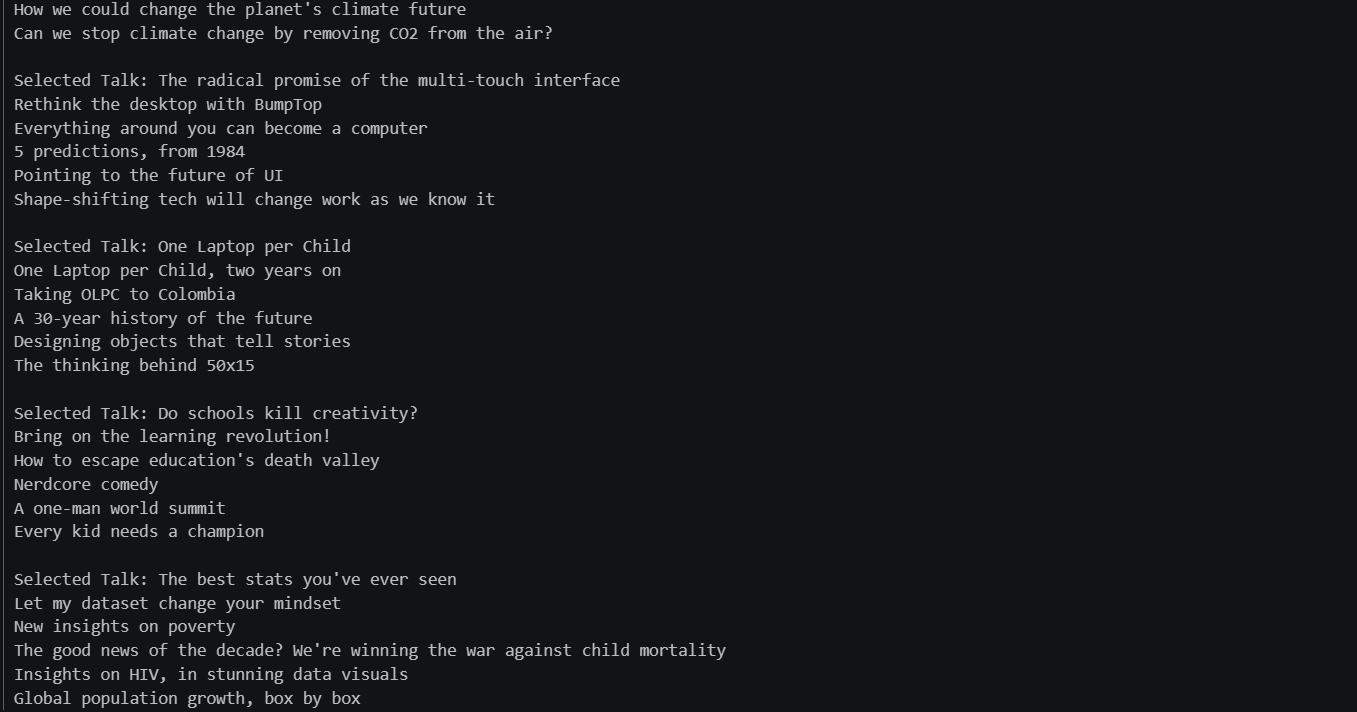 How we could change the planet's climate future
Can we stop climate change by removing CO2 from the air?
Selected Talk: The radical promise of the multi-touch interface
Rethink the desktop with BumpTop
Everything around you can become a computer
5 predictions, from 1984
Pointing to the future of UI
Shape-shifting tech will change work as we know it
Selected Talk: One Laptop per Child
One Laptop per Child, two years on
Taking OLPC to Colombia
A 30-year history of the future
Designing objects that tell stories
The thinking behind 50x15
Selected Talk: Do schools kill creativity?
Bring on the learning revolution!
How to escape education's death valley
Nerdcore comedy
A one-man world summit
Every kid needs a champion
Selected Talk: The best stats you've ever seen
Let my dataset change your mindset
New insights on poverty
The good news of the decade? We're winning the war against child mortality
Insights on HIV, in stunning data visuals
Global population growth, box by box